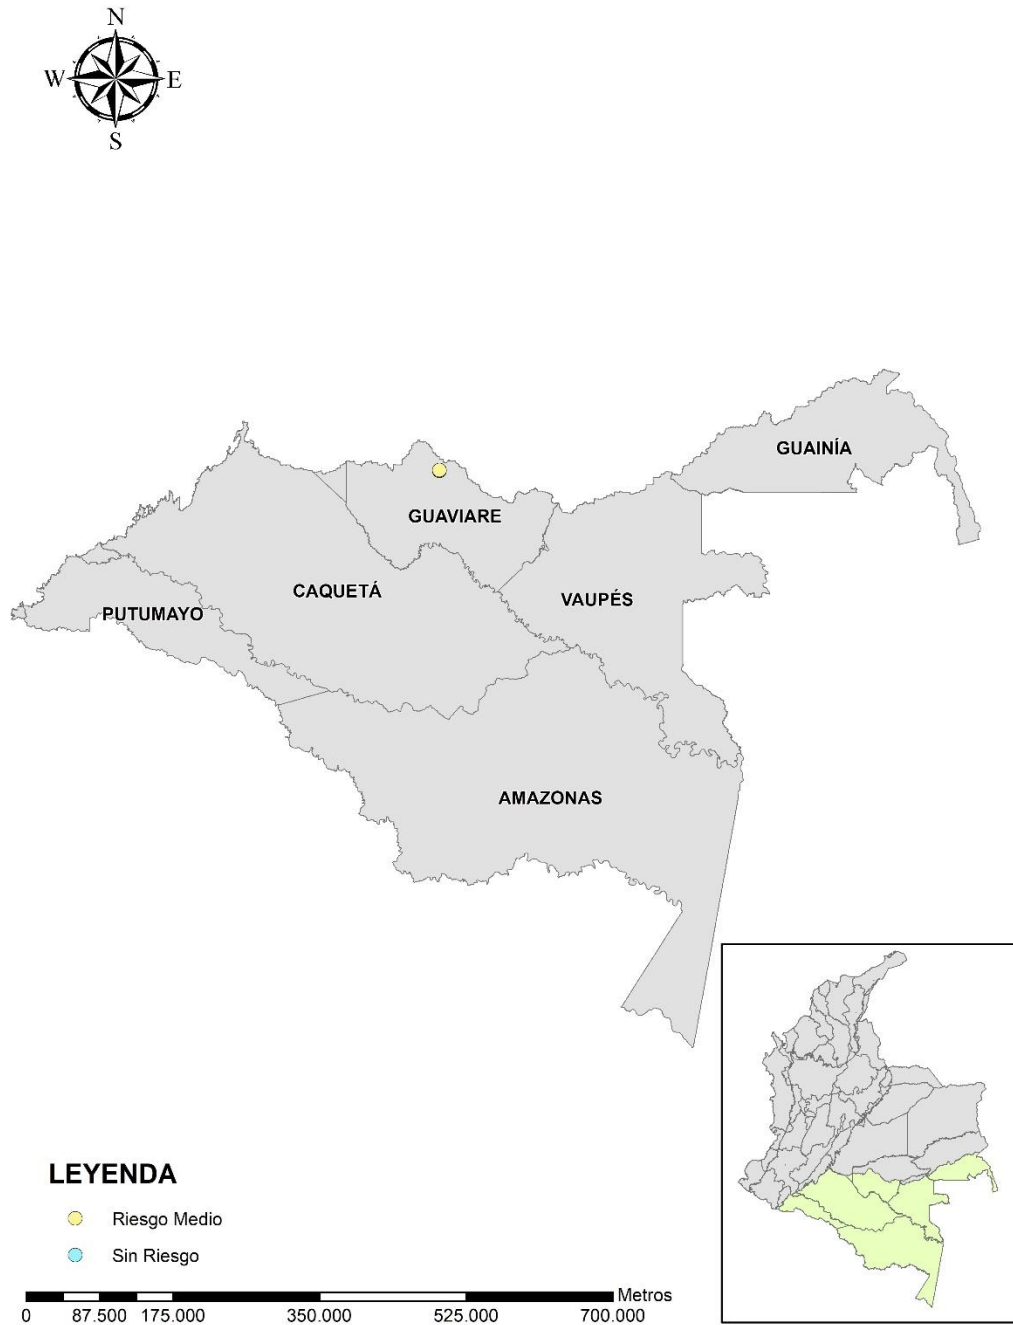 N
W E
S
GUAINÍA
GUAVIARE
CAQUETÁ
VAUPÉS
PUTUMAYO
AMAZONAS
LEYENDA
Riesgo Medio
Sin Riesgo
Metros
0 87.500 175.000 350.000 525.000 700.000